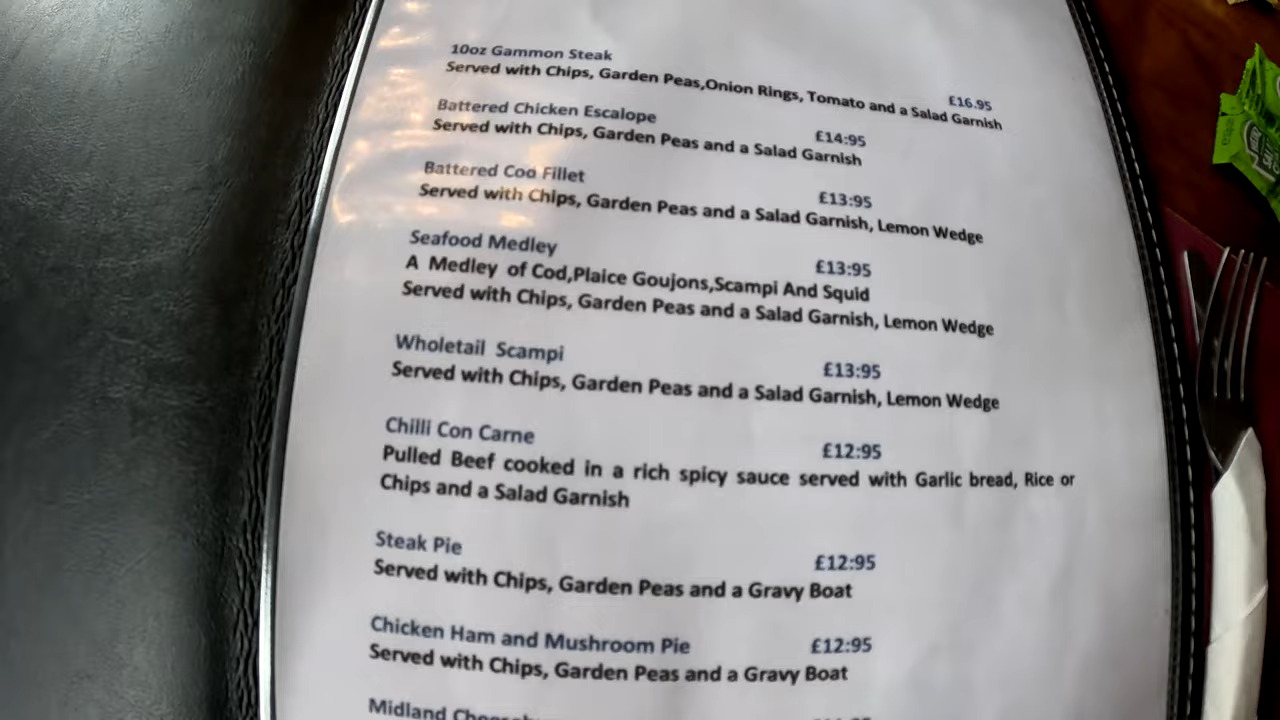 10oz Gammon Steak £16.95
Served with Chips, Garden Peas,Onion Rings, Tomato and a Salad Garnish
Battered Chicken Escalope £14:95
Served with Chips, Garden Peas and a Salad Garnish
Battered Cod Fillet £13:95
Served with Chips, Garden Peas and a Salad Garnish, Lemon Wedge
Seafood Medley £13:95
A Medley of Cod,Plaice Goujons,Scampi And Squid
Served with Chips, Garden Peas and a Salad Garnish, Lemon Wedge
Wholetail Scampi £13:95
Served with Chips, Garden Peas and a Salad Garnish, Lemon Wedge
Chilli Con Carne £12:95
Pulled Beef cooked in a rich spicy sauce served with Garlic bread, Rice or
Chips and a Salad Garnish
Steak Pie £12:95
Served with Chips, Garden Peas and a Gravy Boat
Chicken Ham and Mushroom Pie £12:95
Served with Chips, Garden Peas and a Gravy Boat
Midland